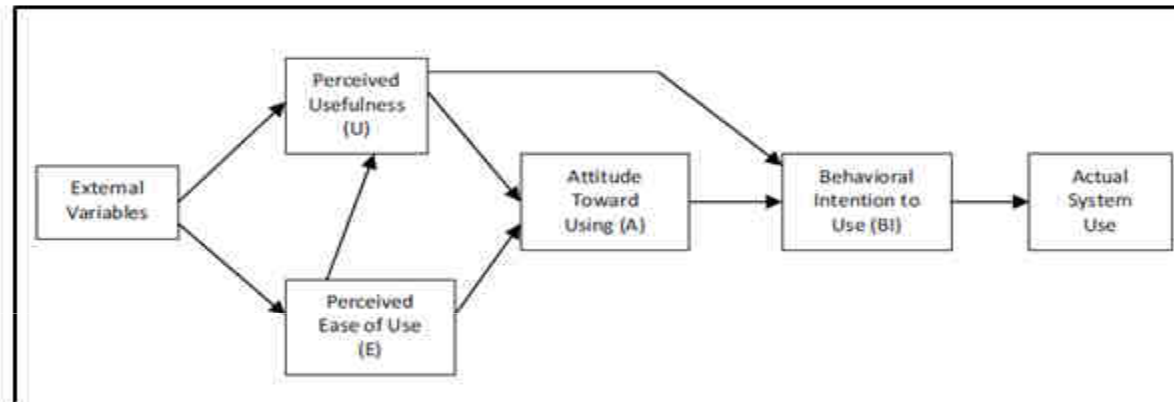 External
Variables
Perceived
Usefulness
(U)
Perceived
Ease of Use
(E)
Attitude
Toward
Using (A)
Behavioral
Intention to
Use (BI)
Actual
System
Use